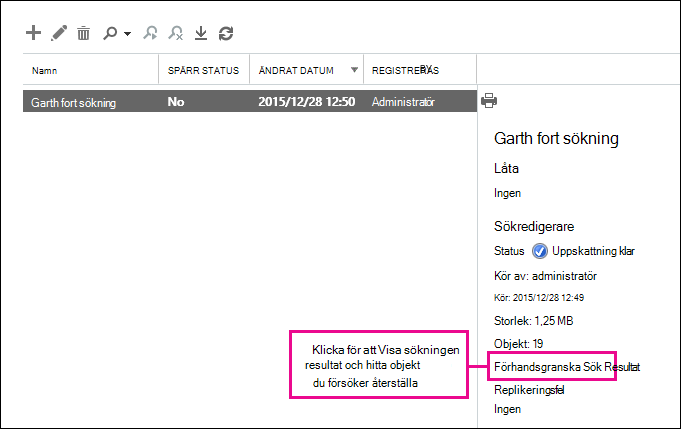 Namn SPÄRR STATUS ÄNDRAT DATUM REGISTRERAS BY
Garth fort sökning No 2015/12/28 12:50 Administratör
Garth fort sökning
Låta
Ingen
Sökredigerare
Status Uppskattning klar
Kör av: administratör
Kör: 2015/12/28 12:49
Storlek: 1,25 MB
Objekt: 19
Förhandsgranska Sök Resultat
Replikeringsfel
Ingen
Klicka för att Visa sökningen
resultat och hitta objekt
du försöker återställa